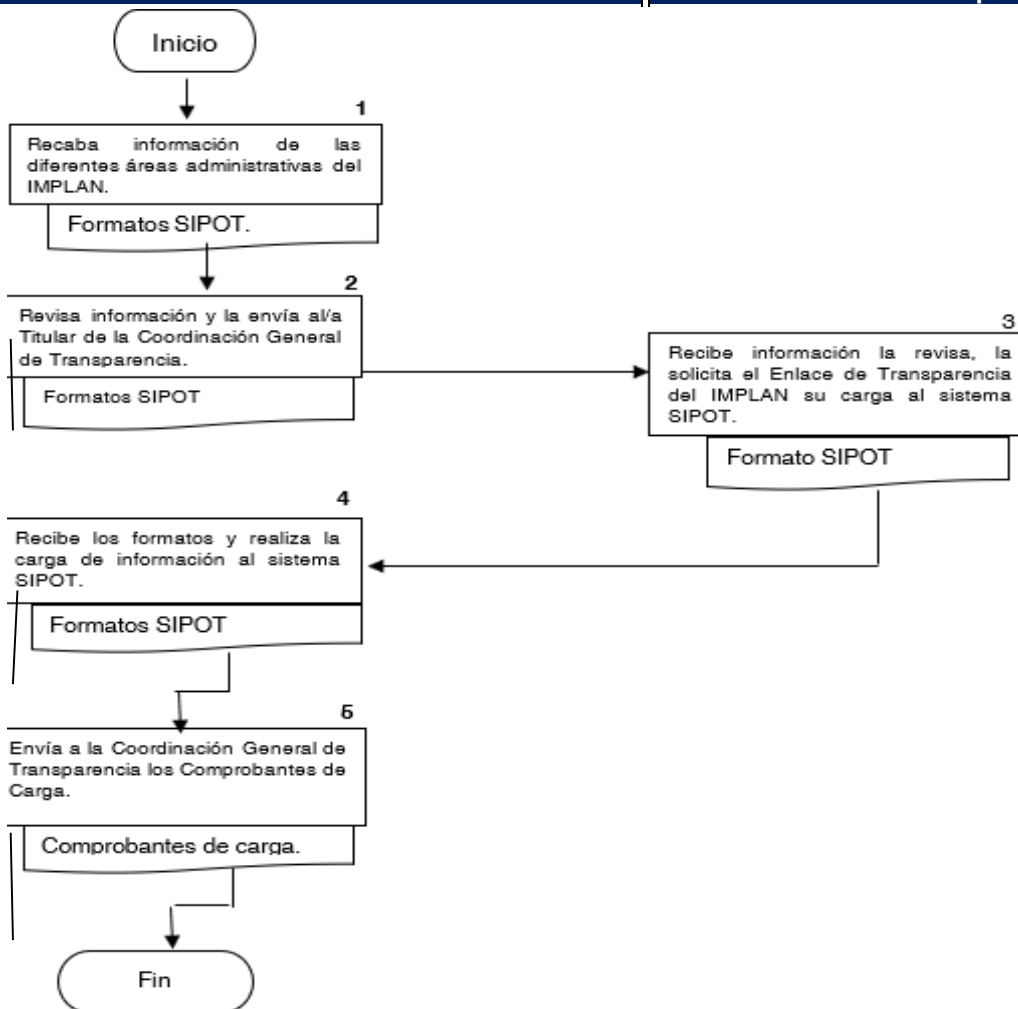 Inicio
1
Recaba información de las
diferentes áreas administrativas del
IMPLAN.
Formatos SIPOT.
2
Revisa información y la envía al/a
Titular de la Coordinación General
de Transparencia.
Formatos SIPOT
3
Recibe información la revisa, la
solicita el Enlace de Transparencia
del IMPLAN su carga al sistema
SIPOT.
Formato SIPOT
4
Recibe los formatos y realiza la
carga de información al sistema
SIPOT.
Formatos SIPOT
5
Envía a la Coordinación General de
Transparencia los Comprobantes de
Carga.
Comprobantes de carga.
Fin